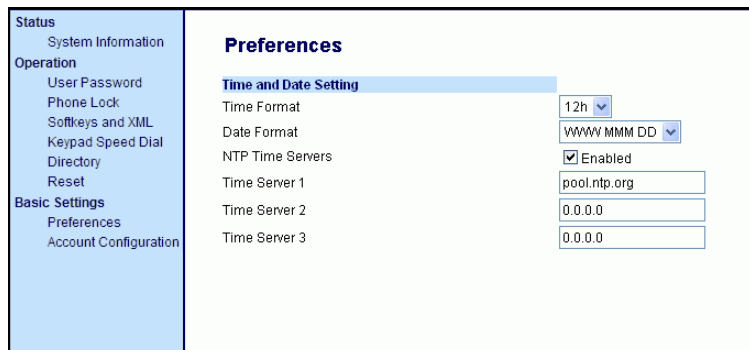 Status
System Information
Operation
User Password
Phone Lock
Softkeys and XML
Keypad Speed Dial
Directory
Reset
Basic Settings
Preferences
Account Configuration
Preferences
Time and Date Setting
Time Format 12h
Date Format WWW MMM DD
NTP Time Servers Enabled
Time Server 1 pool.ntp.org
Time Server 2 0.0.0.0
Time Server 3 0.0.0.0